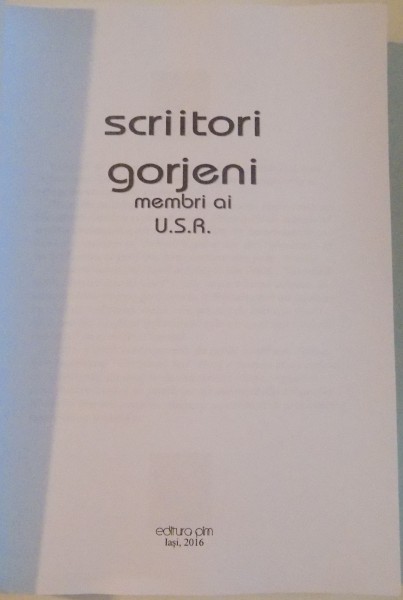 scriitori
gorjeni
membri ai
U.S.R.
editura pim
Iași, 2016